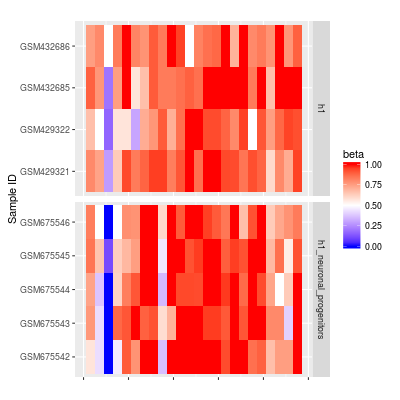 Sample ID
GSM432686
GSM432685
GSM429322
GSM429321
h1
GSM675546
GSM675545
GSM675544
GSM675543
GSM675542
h1_neuronal_progenitors
beta
1.00
0.75
0.50
0.25
0.00